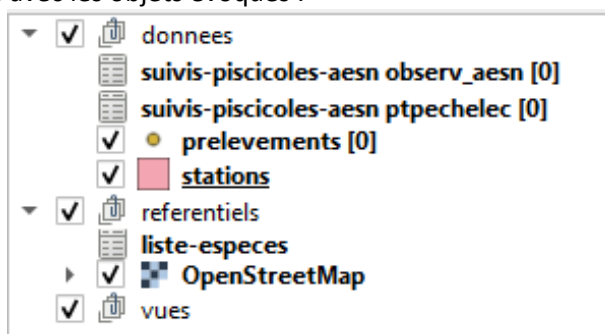 avec les objets évoqués :
donnees
suivis-piscicoles-aesn observ_aesn [0]
suivis-piscicoles-aesn ptpechelec [0]
prelevements [0]
stations
referentiels
liste-especes
OpenStreetMap
vues